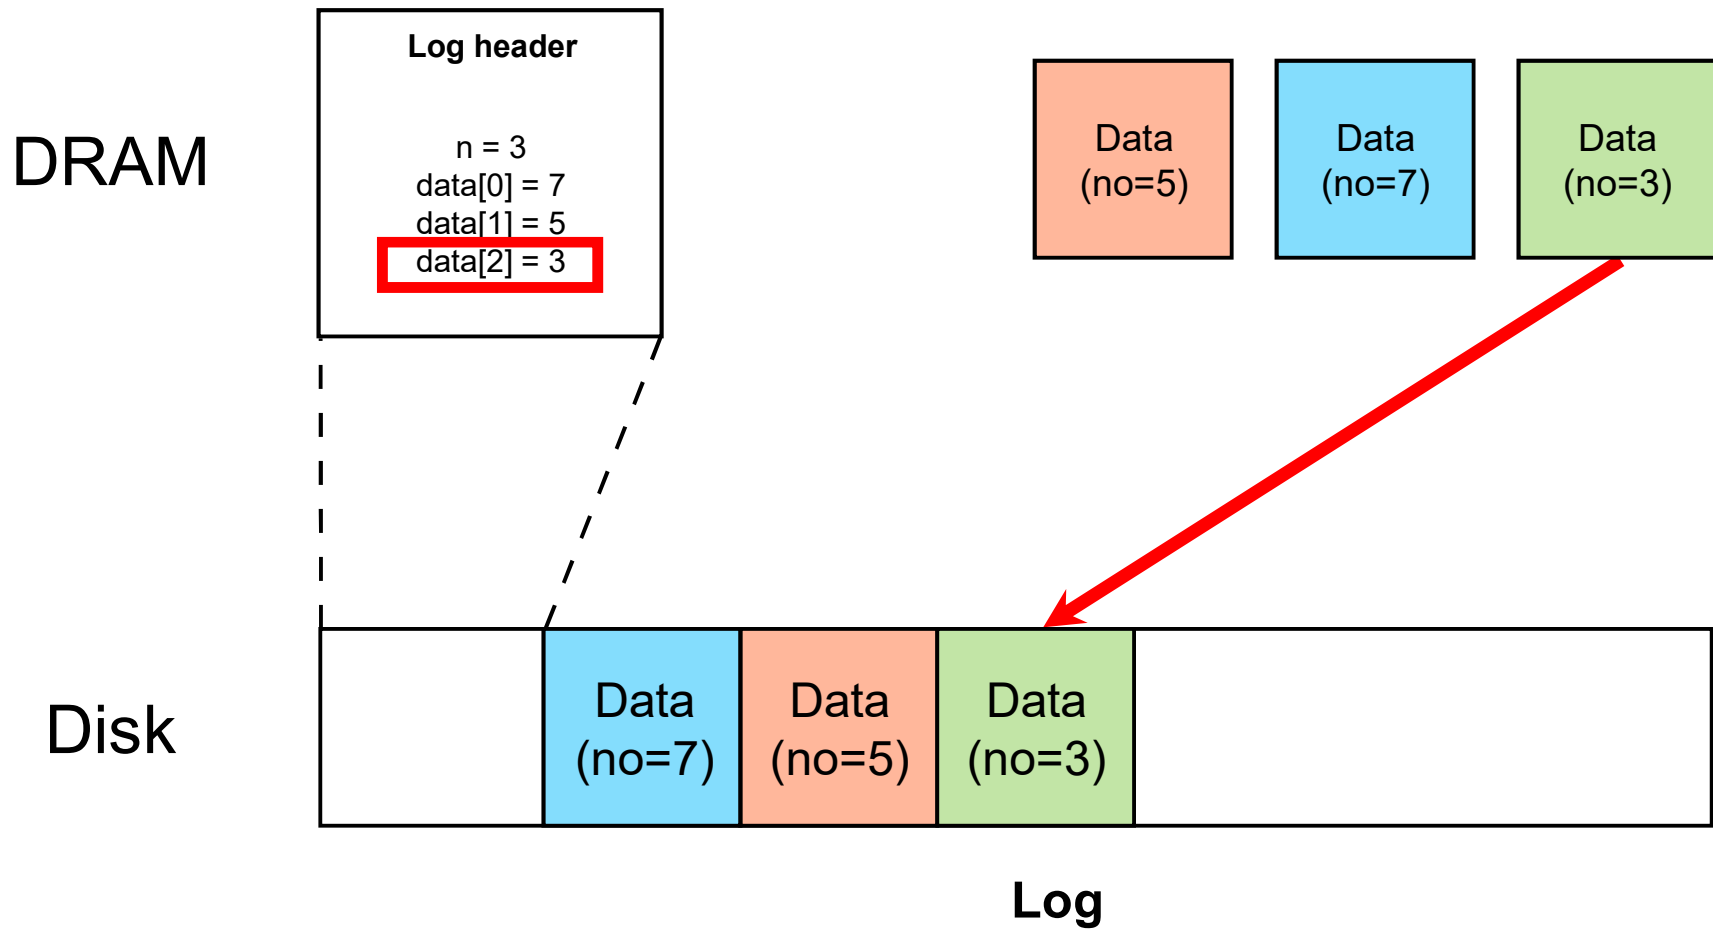 Log header
n = 3
data[0] = 7
data[1] = 5
data[2] = 3
DRAM
Data
(no=5)
Data
(no=7)
Data
(no=3)
Disk
Data
(no=7)
Data
(no=5)
Data
(no=3)
Log